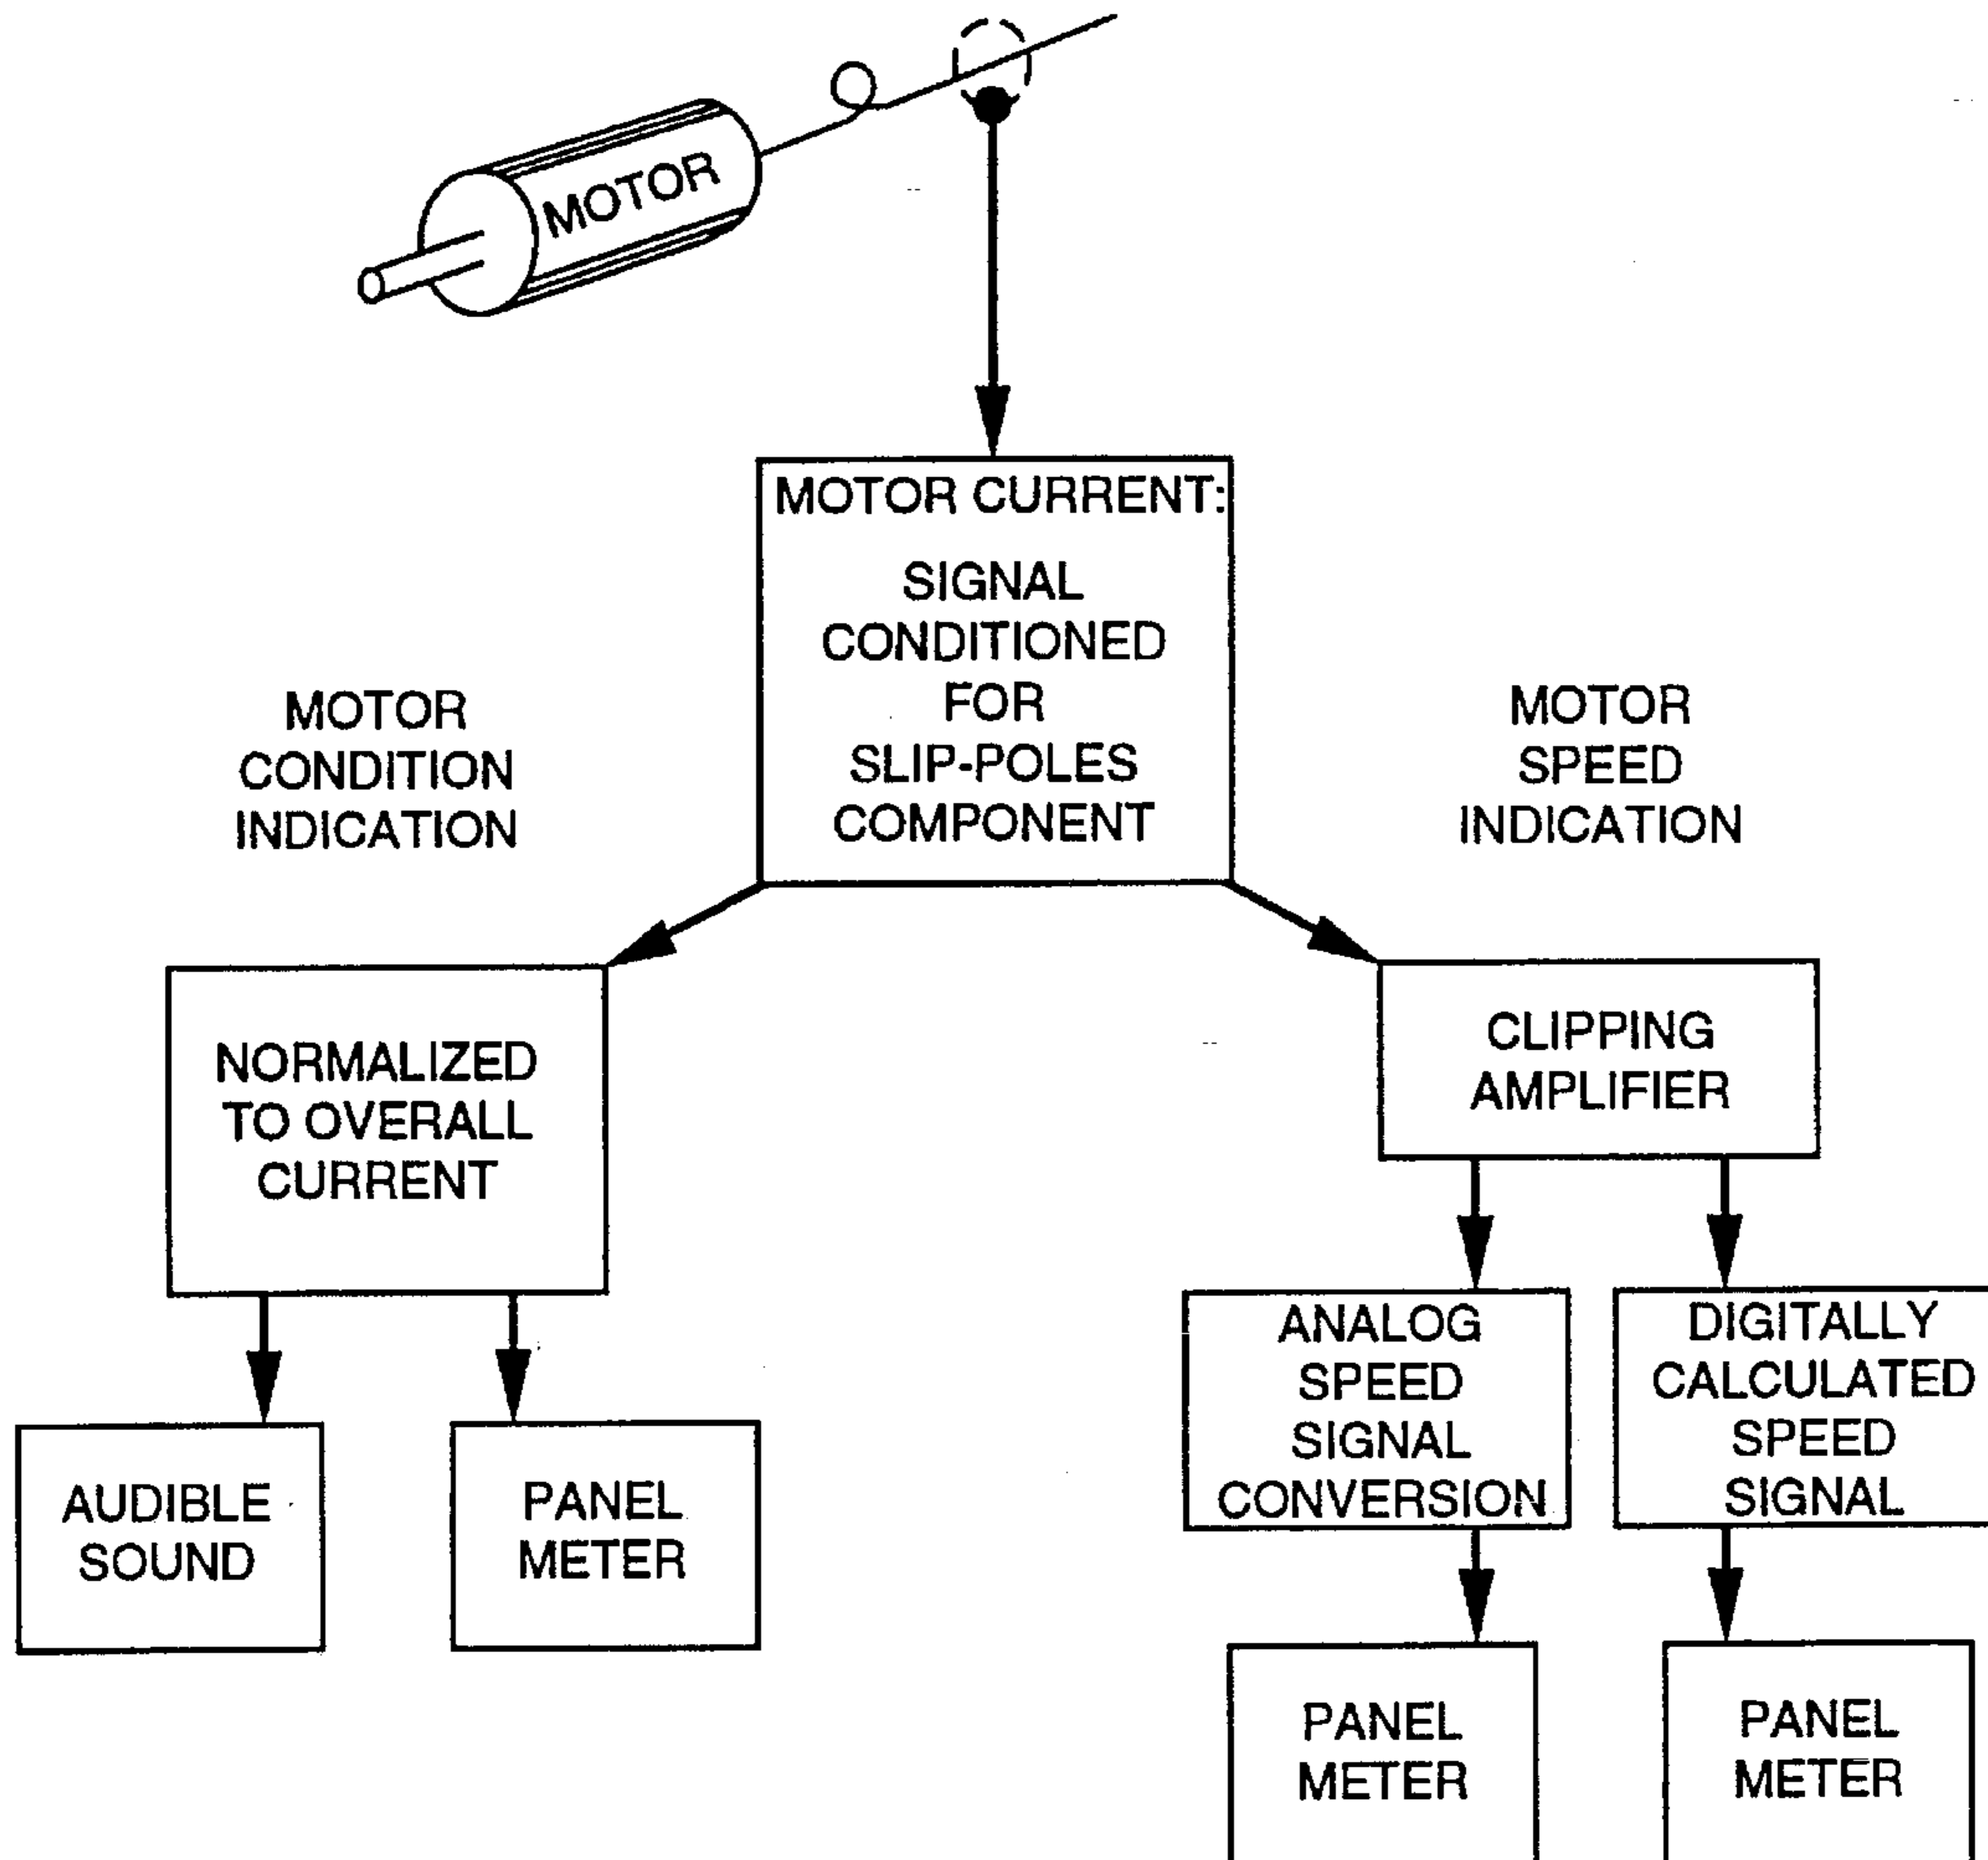 MOTOR
MOTOR CURRENT:
SIGNAL
CONDITIONED
FOR
SLIP-POLES
COMPONENT
MOTOR
CONDITION
INDICATION
MOTOR
SPEED
INDICATION
NORMALIZED
TO OVERALL
CURRENT
CLIPPING
AMPLIFIER
AUDIBLE
SOUND
PANEL
METER
ANALOG
SPEED
SIGNAL
CONVERSION
DIGITALLY
CALCULATED
SPEED
SIGNAL
PANEL
METER
PANEL
METER